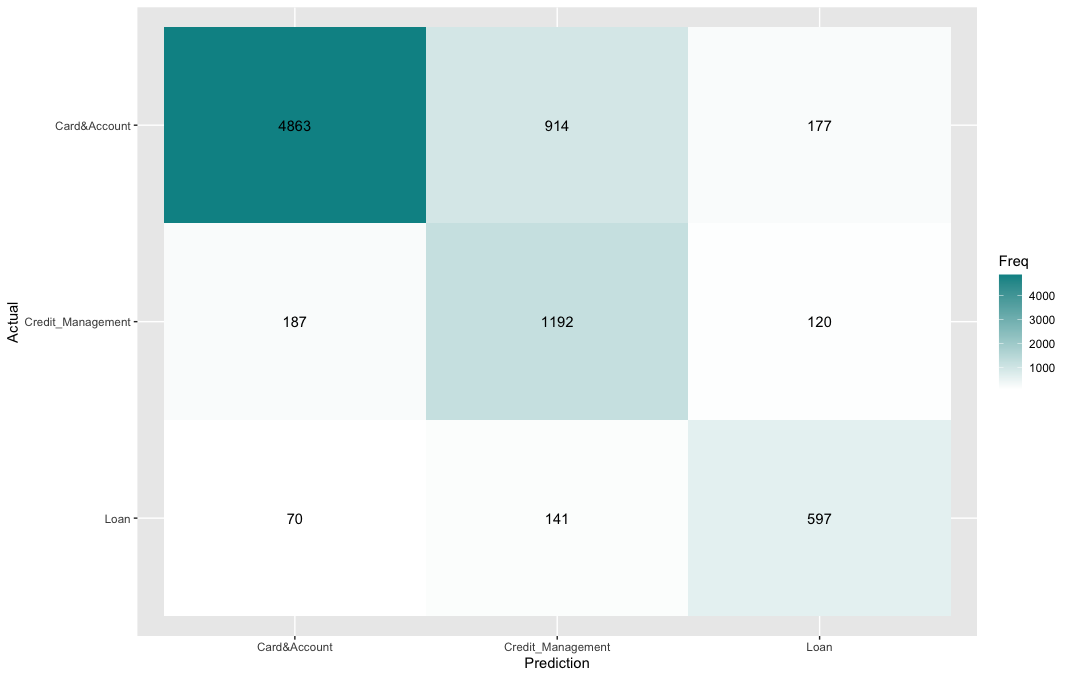 Card&Account
4863
914
177
Freq
4000
3000
2000
1000
Actual
Credit_Management
187
1192
120
Loan
70
141
597
Card&Account
Credit_Management
Loan
Prediction